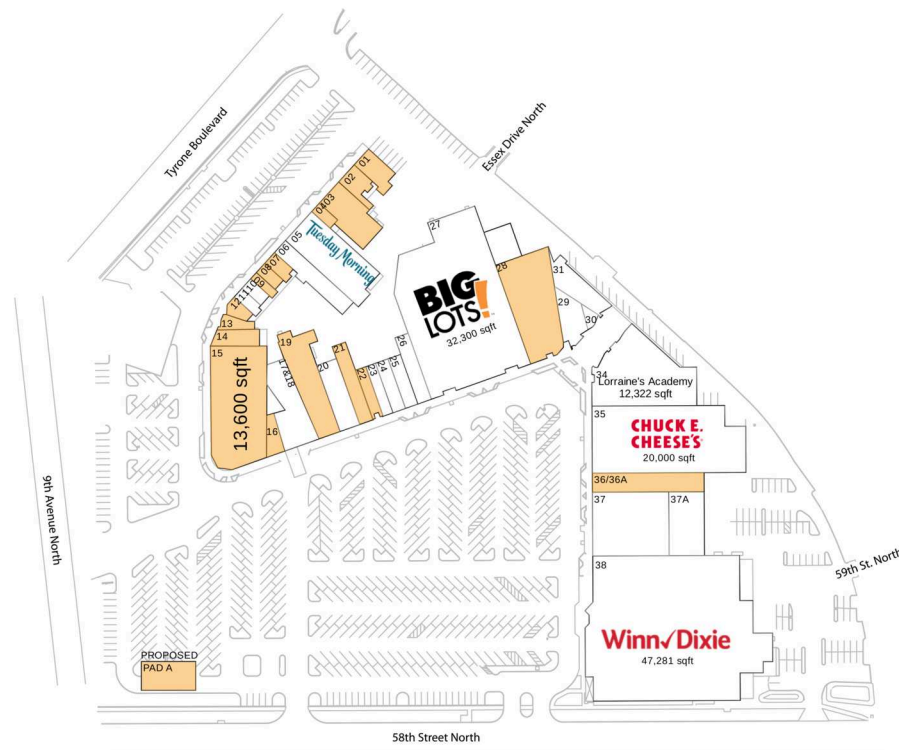 Tyrone Boulevard
Essex Drive North
01
02
03
04
05
Tuesday Morning
06
07
08
09
10
11
12
13
14
15
13,600 sqft
16
17&18
19
20
21
22
23
24
25
26
27
BIG
LOTS!
32,300 sqft
28
29
30
31
34
Lorraine's Academy
12,322 sqft
35
CHUCK E.
CHEESE'S
20,000 sqft
36/36A
37
37A
38
Winn✓Dixie
47,281 sqft
9th Avenue North
59th St. North
PROPOSED
PAD A
58th Street North